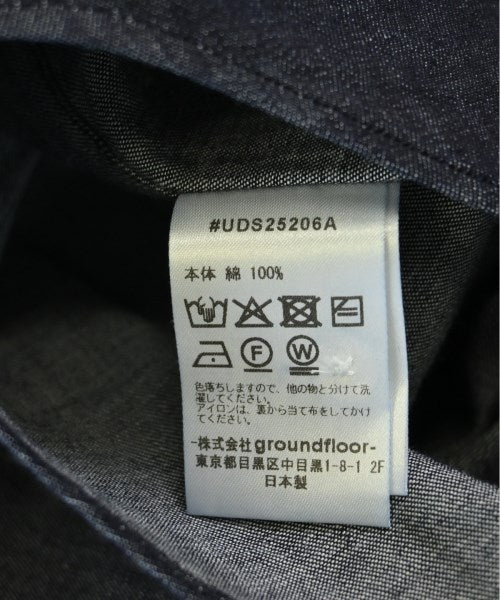 #UDS25206A
本体 綿 100%
F
W
色落ちしますので、他の物と分けて洗
濯してください。
アイロンは、裏から当て布をしてかけ
てください。
-株式会社groundfloor-
東京都目黒区中目黒1-8-1 2F
日本製